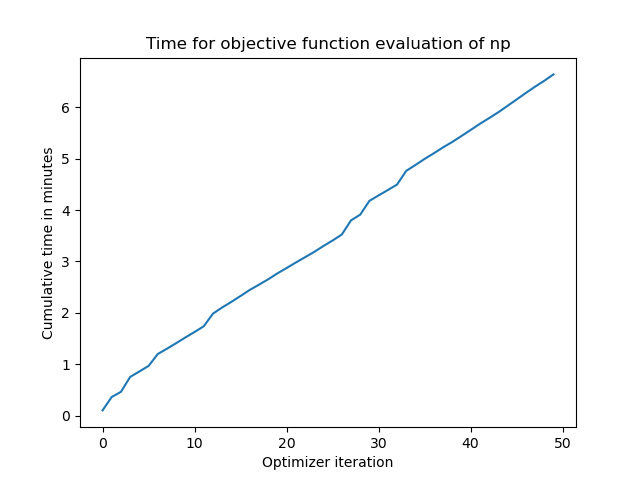 Time for objective function evaluation of np
Cumulative time in minutes
6
5
4
3
2
1
0
0 10 20 30 40 50
Optimizer iteration